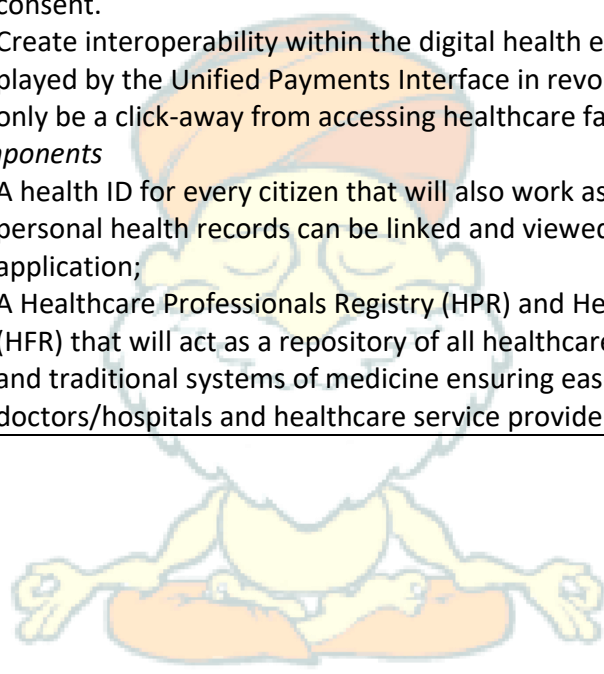 consent.
Create interoperability within the digital health e
played by the Unified Payments Interface in revo
only be a click-away from accessing healthcare fa
ponents
A health ID for every citizen that will also work as
personal health records can be linked and viewed
application;
A Healthcare Professionals Registry (HPR) and He
(HFR) that will act as a repository of all healthcare
and traditional systems of medicine ensuring eas
doctors/hospitals and healthcare service provide